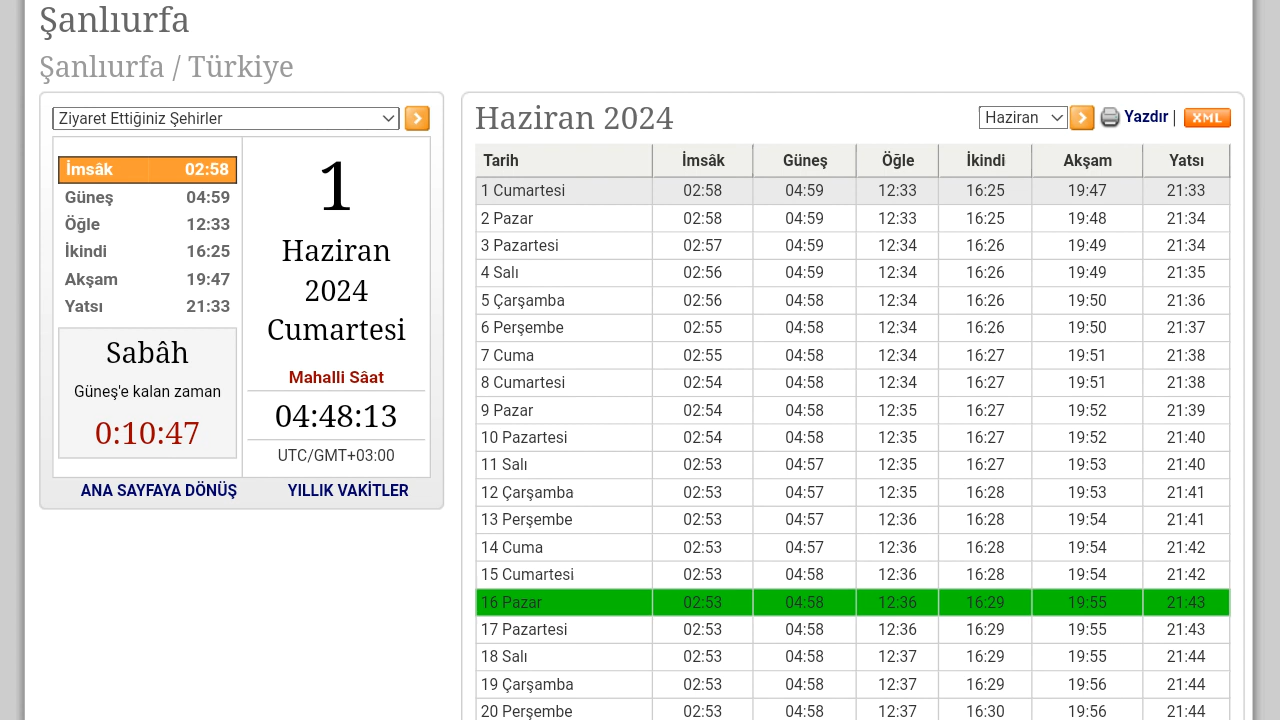 Şanlıurfa
Şanlıurfa / Türkiye
Ziyaret Ettiğiniz Şehirler
İmsâk 02:58
Güneş 04:59
Öğle 12:33
İkindi 16:25
Akşam 19:47
Yatsı 21:33
Sabâh
Güneş'e kalan zaman
0:10:47
1
Haziran
2024
Cumartesi
Mahalli Sâat
04:48:13
UTC/GMT+03:00
ANA SAYFAYA DÖNÜŞ YILLIK VAKİTLER
Haziran 2024 Haziran Yazdır | XML
Tarih İmsâk Güneş Öğle İkindi Akşam Yatsı
1 Cumartesi 02:58 04:59 12:33 16:25 19:47 21:33
2 Pazar 02:58 04:59 12:33 16:25 19:48 21:34
3 Pazartesi 02:57 04:59 12:34 16:26 19:49 21:34
4 Salı 02:56 04:59 12:34 16:26 19:49 21:35
5 Çarşamba 02:56 04:58 12:34 16:26 19:50 21:36
6 Perşembe 02:55 04:58 12:34 16:26 19:50 21:37
7 Cuma 02:55 04:58 12:34 16:27 19:51 21:38
8 Cumartesi 02:54 04:58 12:34 16:27 19:51 21:38
9 Pazar 02:54 04:58 12:35 16:27 19:52 21:39
10 Pazartesi 02:54 04:58 12:35 16:27 19:52 21:40
11 Salı 02:53 04:57 12:35 16:27 19:53 21:40
12 Çarşamba 02:53 04:57 12:35 16:28 19:53 21:41
13 Perşembe 02:53 04:57 12:36 16:28 19:54 21:41
14 Cuma 02:53 04:57 12:36 16:28 19:54 21:42
15 Cumartesi 02:53 04:58 12:36 16:28 19:54 21:42
16 Pazar 02:53 04:58 12:36 16:29 19:55 21:43
17 Pazartesi 02:53 04:58 12:36 16:29 19:55 21:43
18 Salı 02:53 04:58 12:37 16:29 19:55 21:44
19 Çarşamba 02:53 04:58 12:37 16:29 19:56 21:44
20 Perşembe 02:53 04:58 12:37 16:30 19:56 21:44